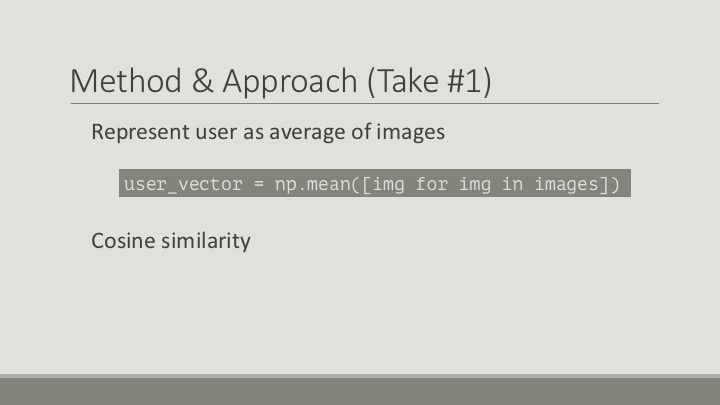 Method & Approach (Take #1)
Represent user as average of images
user_vector = np.mean([img for img in images])
Cosine similarity